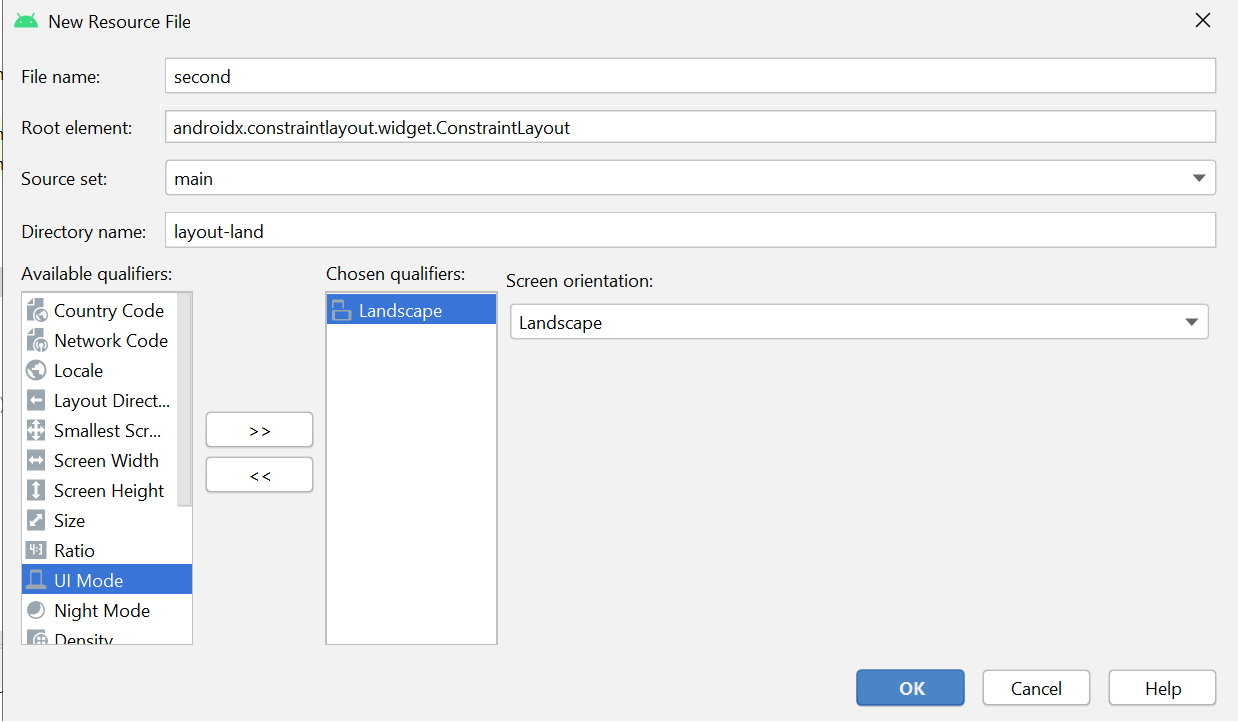 New Resource File
File name:
second
Root element:
androidx.constraintlayout.widget.ConstraintLayout
Source set:
main
Directory name:
layout-land
Available qualifiers:
Country Code
Network Code
Locale
Layout Direct...
Smallest Scr...
Screen Width
Screen Height
Size
4:3 Ratio
UI Mode
Night Mode
Density
>>
<<
Chosen qualifiers:
Landscape
Screen orientation:
Landscape
OK
Cancel
Help